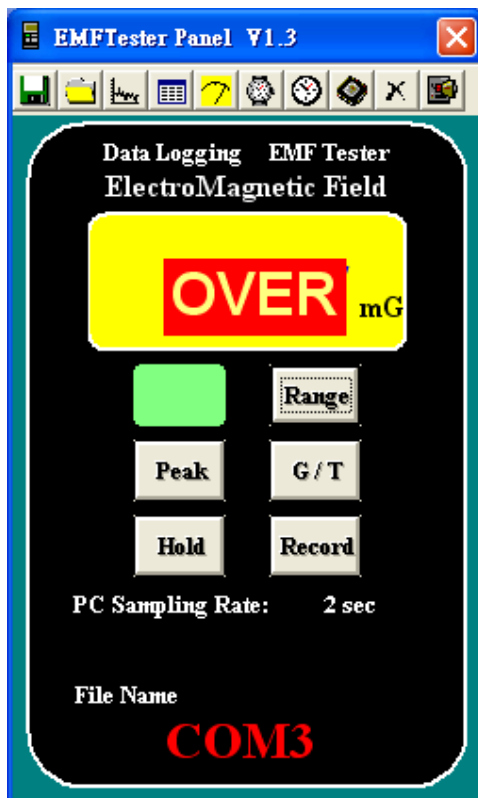 EMFTester Panel V1.3
Data Logging EMF Tester
ElectroMagnetic Field
OVER mG
Range
Peak G / T
Hold Record
PC Sampling Rate: 2 sec
File Name
COM3